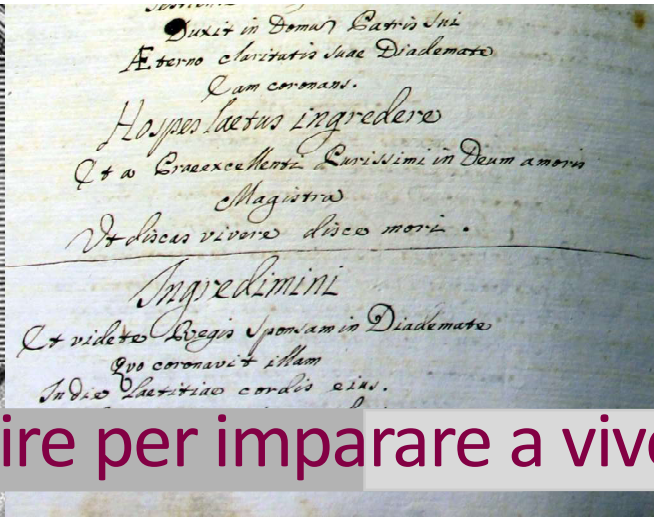 Duxit in Domum Patris Sui
Æterno claritatis suae Diademate
Eam coronans.
Hospes laetus ingredere
Et a Praeexcellenti Purissimi in Deum amoris
Magistra
Ut discas vivere disce mori.
Ingredimini
Et videte Regis Sponsam in Diademate
Quo coronavit illam
In die laetitiae cordis eius.
ire per imparare a viv